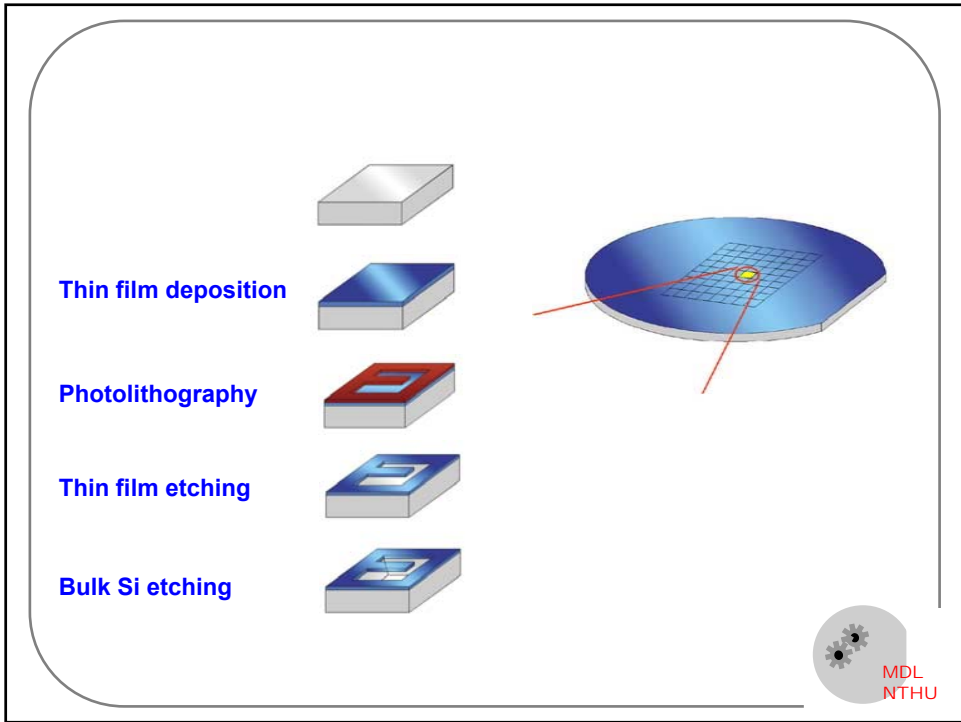 Thin film deposition
Photolithography
Thin film etching
Bulk Si etching
MDL
NTHU